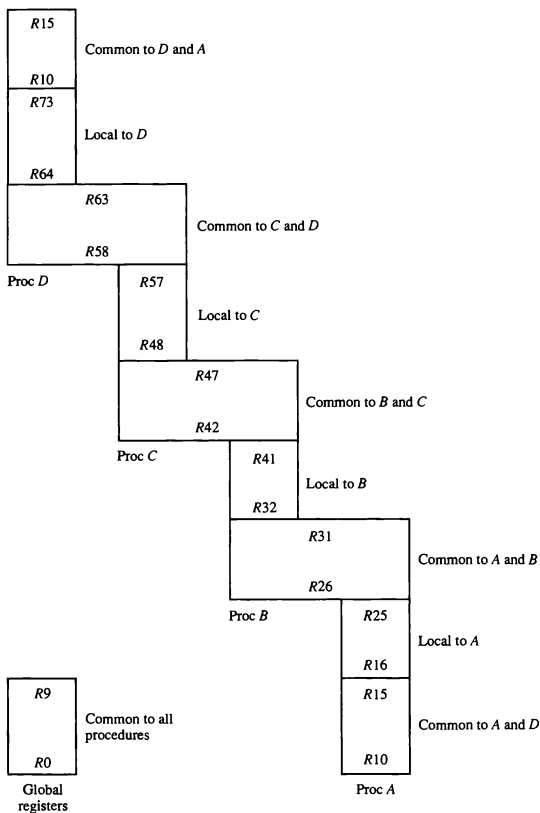 R15
Common to D and A
R10
R73
Local to D
R64
R63
Common to C and D
R58
Proc D
R57
Local to C
R48
R47
Common to B and C
R42
Proc C
R41
Local to B
R32
R31
Common to A and B
R26
Proc B
R25
Local to A
R16
R9
R15
Common to all
procedures
Common to A and D
R0
R10
Global
registers
Proc A